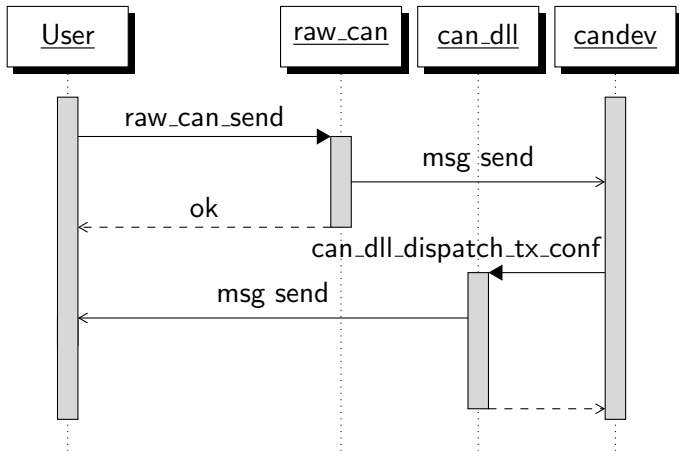 User
raw_can
can_dll
candev
raw_can_send
msg send
ok
can_dll_dispatch_tx_conf
msg send